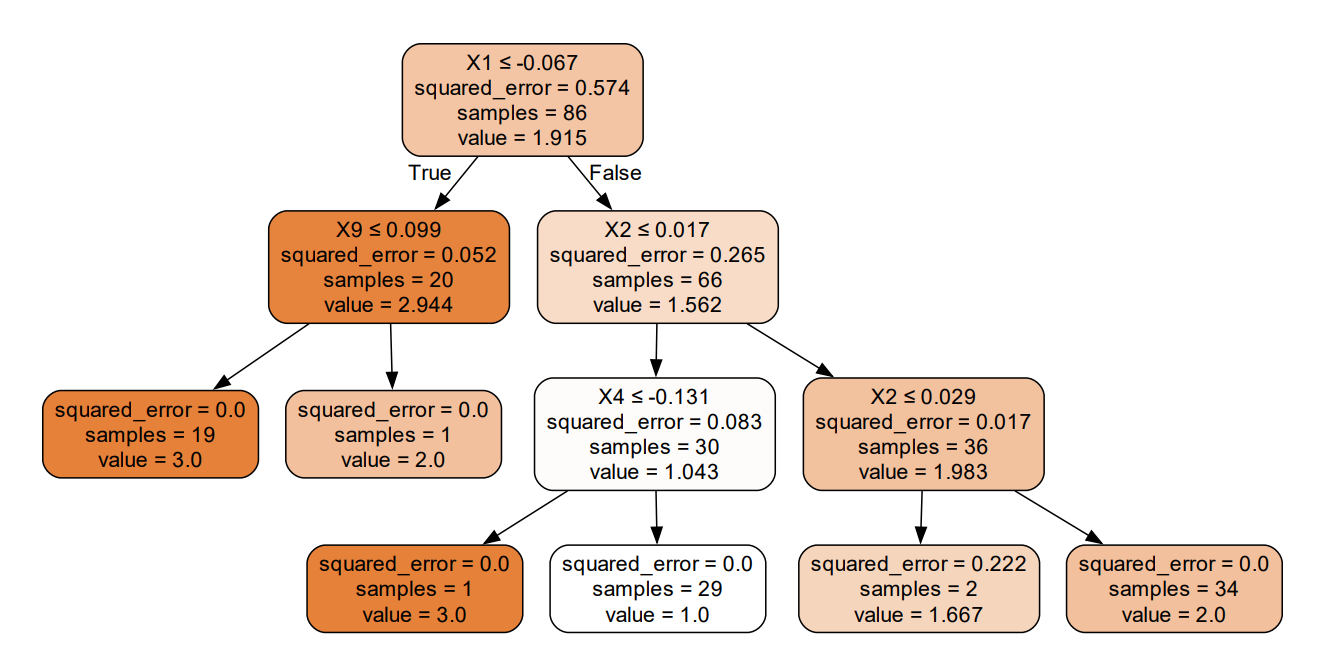 X1 ≤ -0.067
squared_error = 0.574
samples = 86
value = 1.915
True
False
X9 ≤ 0.099
squared_error = 0.052
samples = 20
value = 2.944
X2 ≤ 0.017
squared_error = 0.265
samples = 66
value = 1.562
squared_error = 0.0
samples = 19
value = 3.0
squared_error = 0.0
samples = 1
value = 2.0
X4 ≤ -0.131
squared_error = 0.083
samples = 30
value = 1.043
X2 ≤ 0.029
squared_error = 0.017
samples = 36
value = 1.983
squared_error = 0.0
samples = 1
value = 3.0
squared_error = 0.0
samples = 29
value = 1.0
squared_error = 0.222
samples = 2
value = 1.667
squared_error = 0.0
samples = 34
value = 2.0